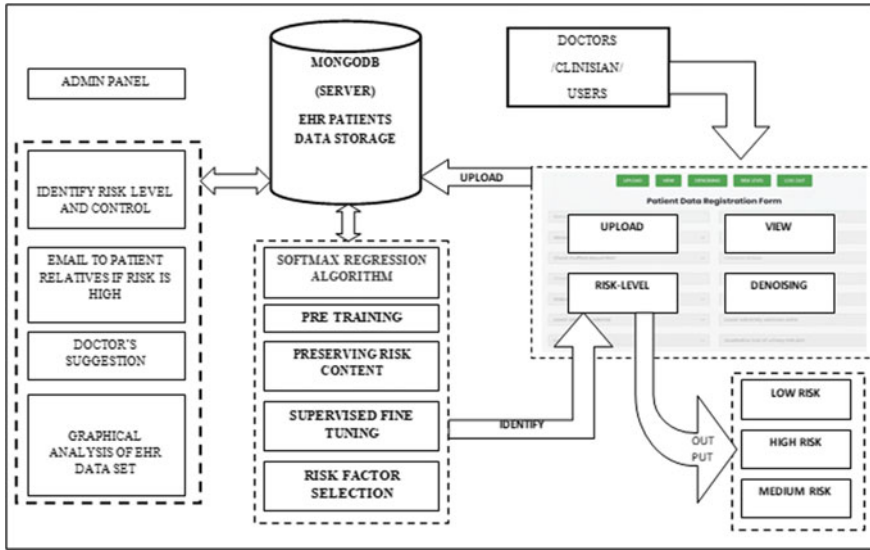 ADMIN PANEL
IDENTIFY RISK LEVEL
AND CONTROL
EMAIL TO PATIENT
RELATIVES IF RISK IS
HIGH
DOCTOR'S
SUGGESTION
GRAPHICAL
ANALYSIS OF EHR
DATA SET
MONGODB
(SERVER)
EHR PATIENTS
DATA STORAGE
SOFTMAX REGRESSION
ALGORITHM
PRE TRAINING
PRESERVING RISK
CONTENT
SUPERVISED FINE
TUNING
RISK FACTOR
SELECTION
DOCTORS
/CLINISIAN/
USERS
UPLOAD
UPLOAD VIEW DENOISING RISK LEVEL LOG OUT
Patient Data Registration Form
UPLOAD
VIEW
RISK-LEVEL
DENOISING
IDENTIFY
OUT
PUT
LOW RISK
HIGH RISK
MEDIUM RISK